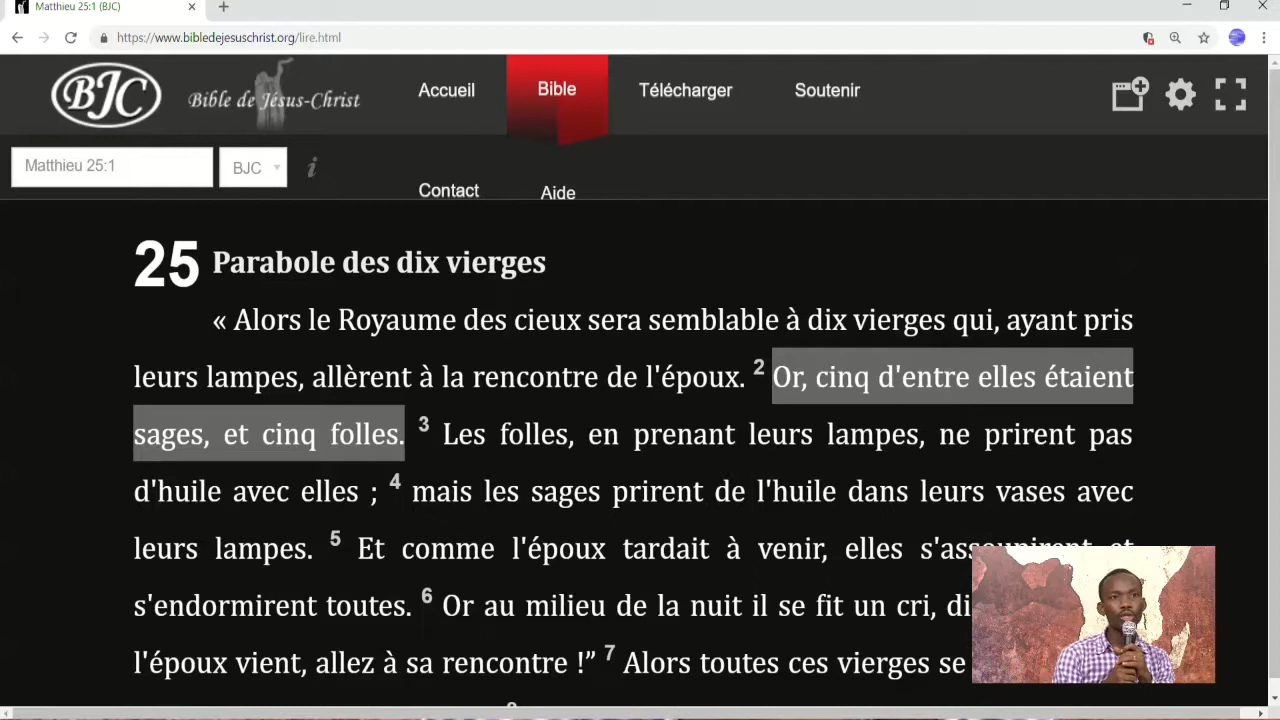 Matthieu 25:1 (BJC)
https://www.bibledejesuschrist.org/lire.html
BJC
Bible de Jésus-Christ
Accueil
Bible
Télécharger
Soutenir
Matthieu 25:1
BJC
i
Contact
Aide
25 Parabole des dix vierges
« Alors le Royaume des cieux sera semblable à dix vierges qui, ayant pris
leurs lampes, allèrent à la rencontre de l'époux. 2 Or, cinq d'entre elles étaient
sages, et cinq folles. 3 Les folles, en prenant leurs lampes, ne prirent pas
d'huile avec elles ; 4 mais les sages prirent de l'huile dans leurs vases avec
leurs lampes. 5 Et comme l'époux tardait à venir, elles s'assoupirent et
s'endormirent toutes. 6 Or au milieu de la nuit il se fit un cri,
l'époux vient, allez à sa rencontre !” 7 Alors toutes ces vierges se